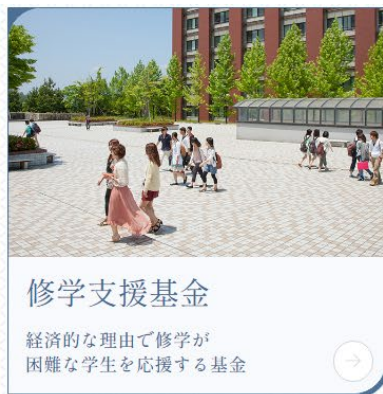 修学支援基金
経済的な理由で修学が
困難な学生を応援する基金